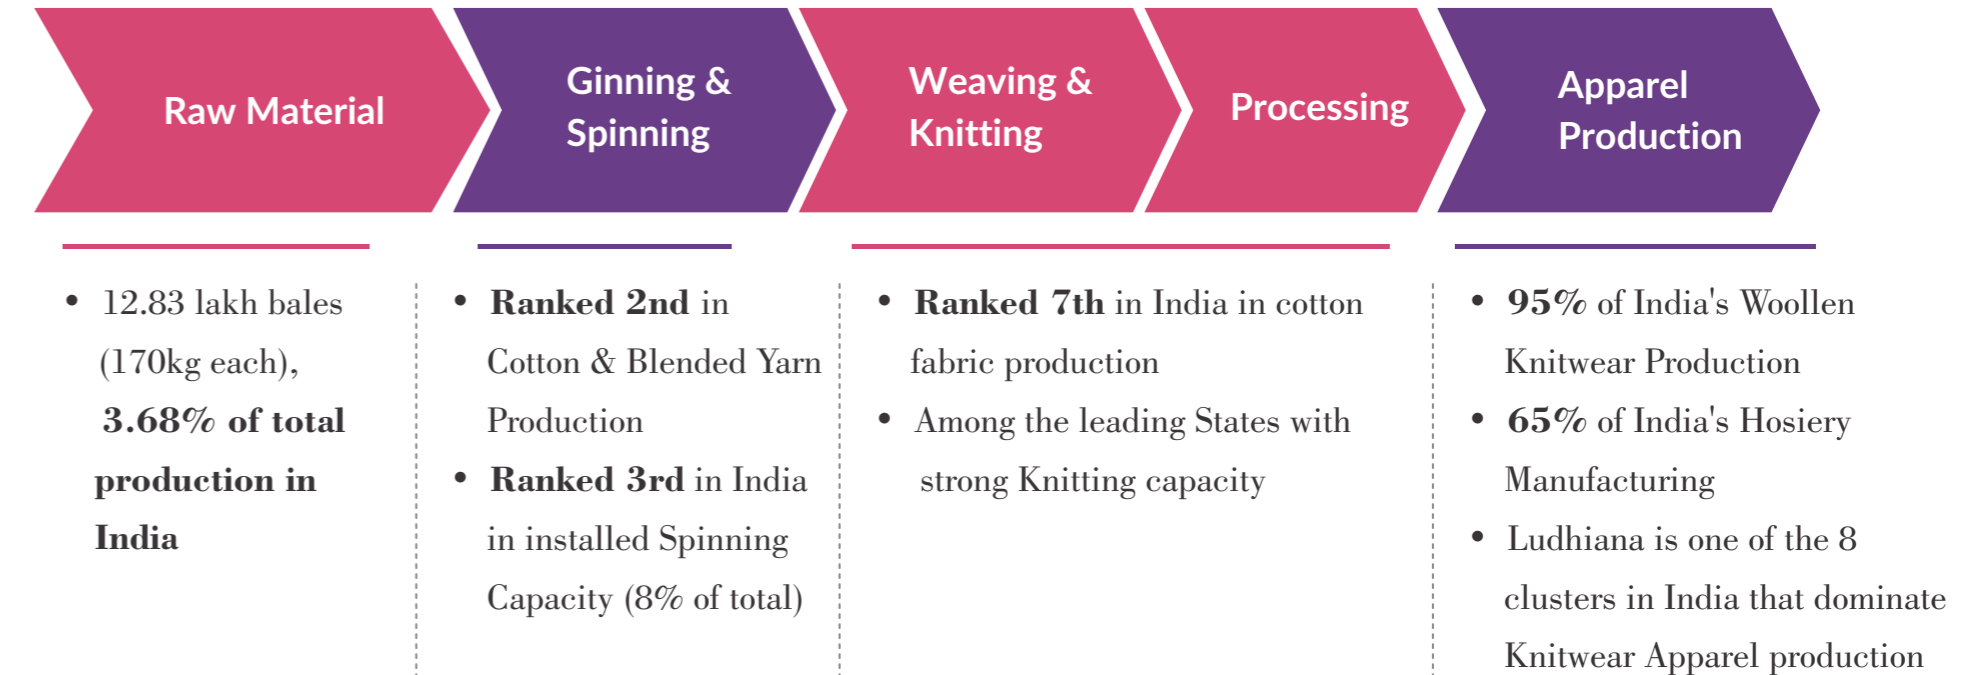 Raw Material
Ginning &
Spinning
Weaving &
Knitting
Processing
Apparel
Production
• 12.83 lakh bales
(170kg each),
3.68% of total
production in
India
• Ranked 2nd in
Cotton & Blended Yarn
Production
• Ranked 3rd in India
in installed Spinning
Capacity (8% of total)
• Ranked 7th in India in cotton
fabric production
• Among the leading States with
strong Knitting capacity
• 95% of India's Woollen
Knitwear Production
• 65% of India's Hosiery
Manufacturing
• Ludhiana is one of the 8
clusters in India that dominate
Knitwear Apparel production